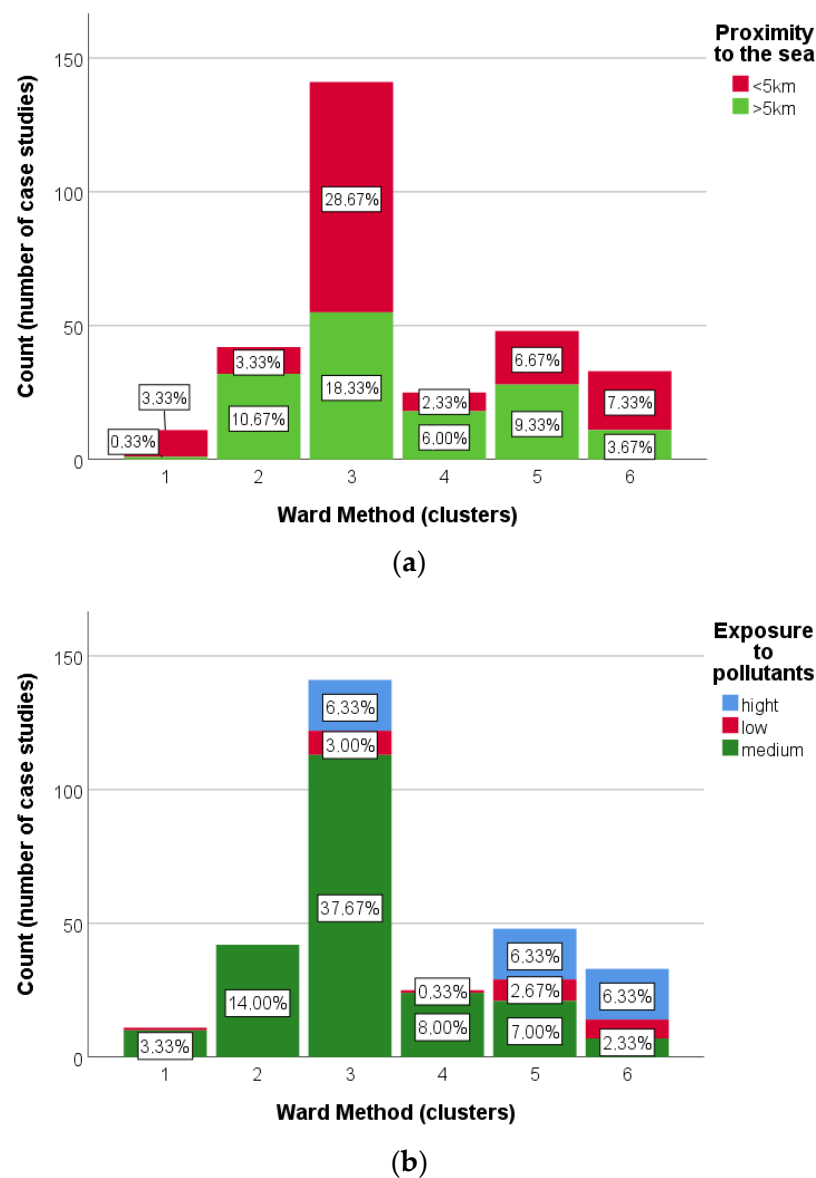 Proximity
to the sea
<5km
>5km
Count (number of case studies)
150
100
50
0
28,67%
3,33%
3,33%
10,67%
18,33%
0,33%
2,33%
6,00%
6,67%
9,33%
7,33%
3,67%
1 2 3 4 5 6
Ward Method (clusters)
(a)
Exposure
to
pollutants
hight
low
medium
Count (number of case studies)
150
100
50
0
6,33%
3,00%
37,67%
14,00%
3,33%
0,33%
8,00%
6,33%
2,67%
7,00%
6,33%
2,33%
1 2 3 4 5 6
Ward Method (clusters)
(b)